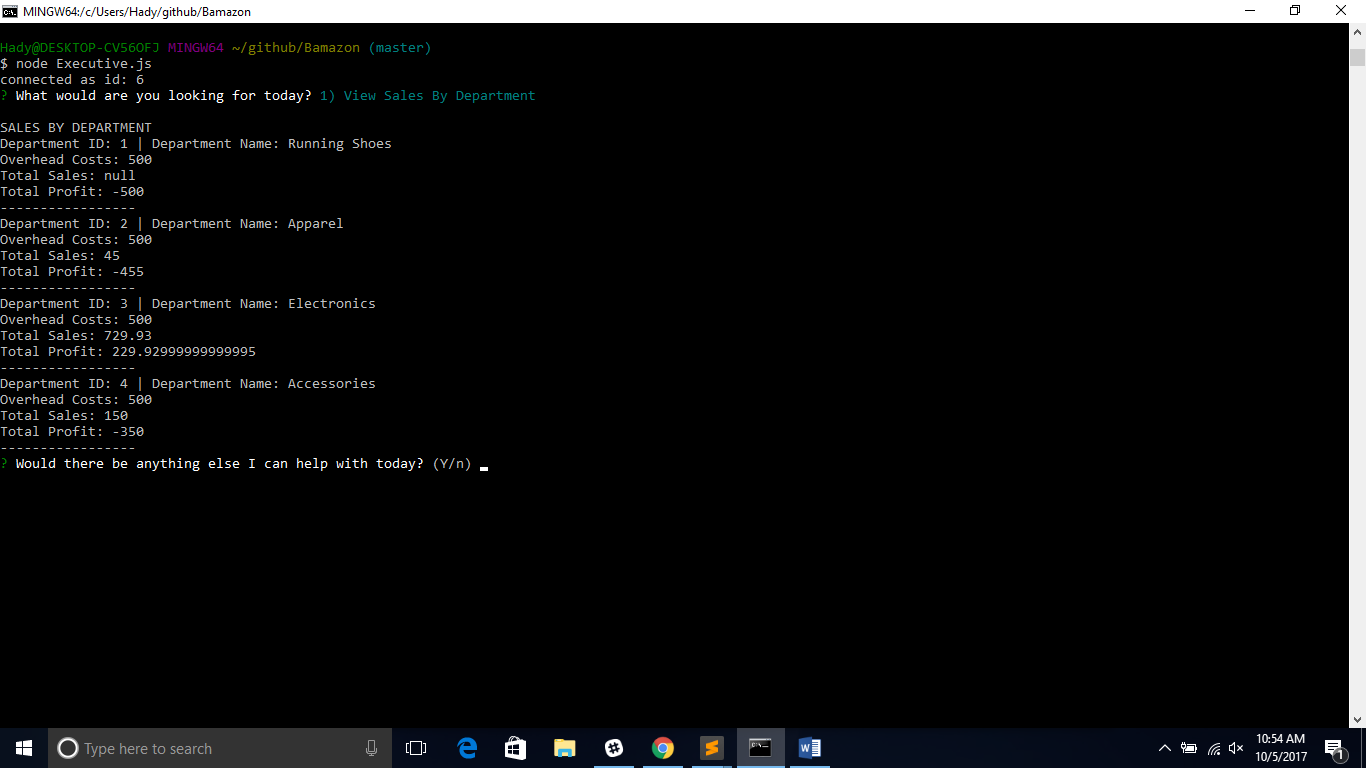 MINGW64:/c/Users/Hady/github/Bamazon
Hady@DESKTOP-CV56OFJ MINGW64 ~/github/Bamazon (master)
$ node Executive.js
connected as id: 6
? What would are you looking for today? 1) View Sales By Department
SALES BY DEPARTMENT
Department ID: 1 | Department Name: Running Shoes
Overhead Costs: 500
Total Sales: null
Total Profit: -500
-----------------
Department ID: 2 | Department Name: Apparel
Overhead Costs: 500
Total Sales: 45
Total Profit: -455
-----------------
Department ID: 3 | Department Name: Electronics
Overhead Costs: 500
Total Sales: 729.93
Total Profit: 229.92999999999995
-----------------
Department ID: 4 | Department Name: Accessories
Overhead Costs: 500
Total Sales: 150
Total Profit: -350
-----------------
? Would there be anything else I can help with today? (Y/n)
Type here to search
10:54 AM
10/5/2017
1